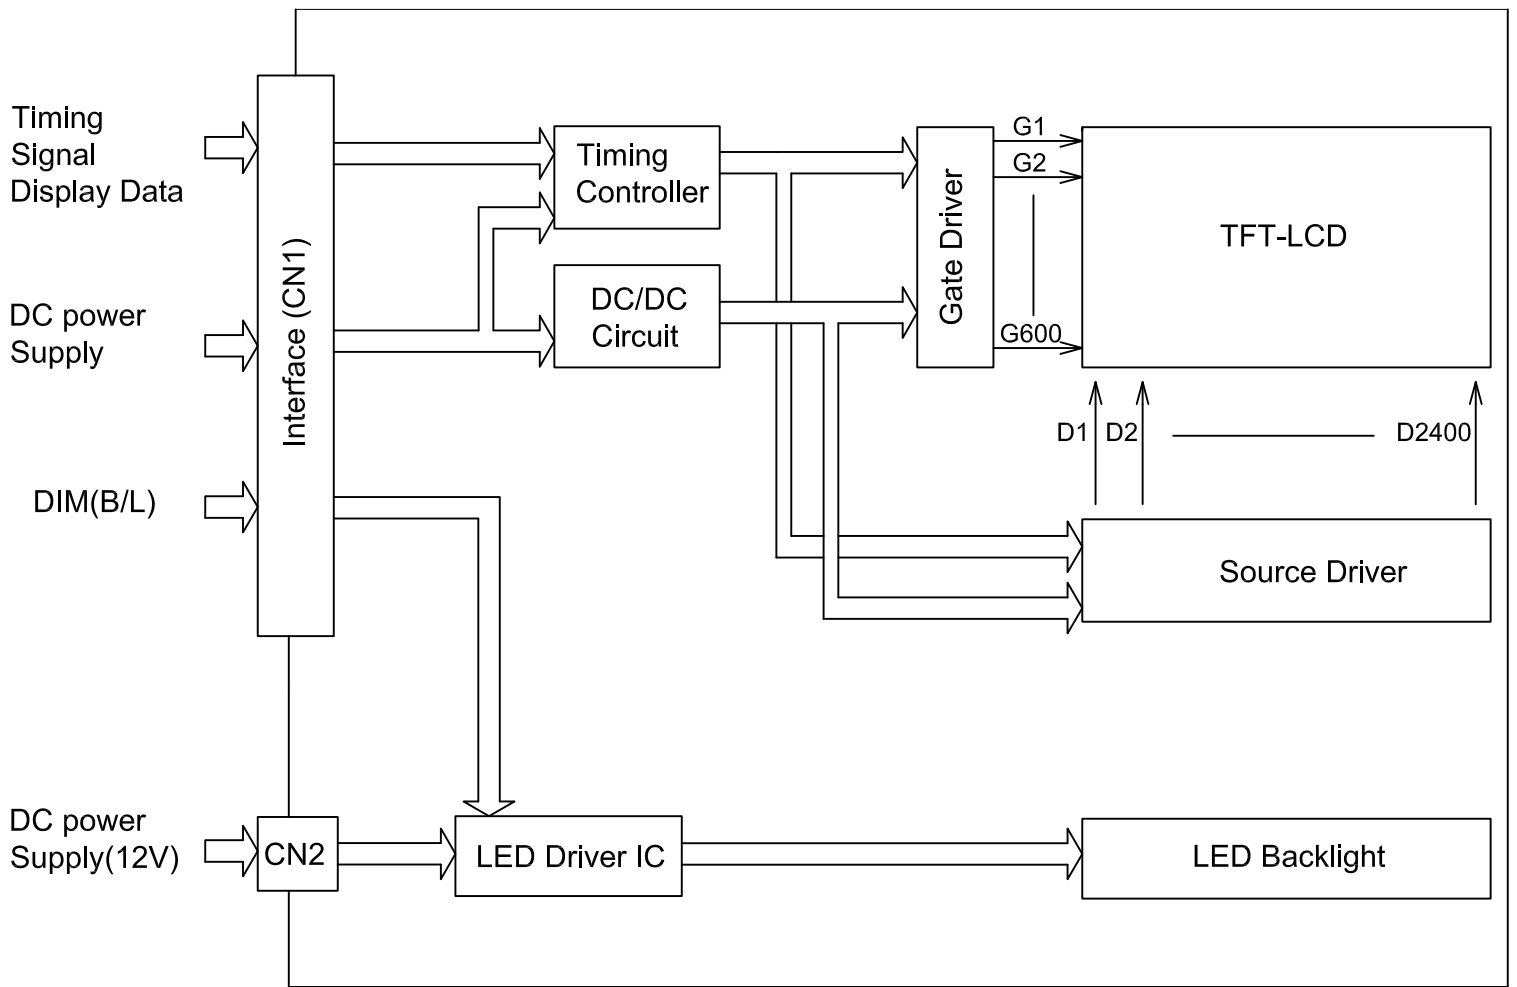 Timing
Signal
Display Data
DC power
Supply
DIM(B/L)
DC power
Supply(12V)
Interface (CN1)
CN2
Timing
Controller
DC/DC
Circuit
LED Driver IC
Gate Driver
G1
G2
G600
TFT-LCD
D1 D2 D2400
Source Driver
LED Backlight